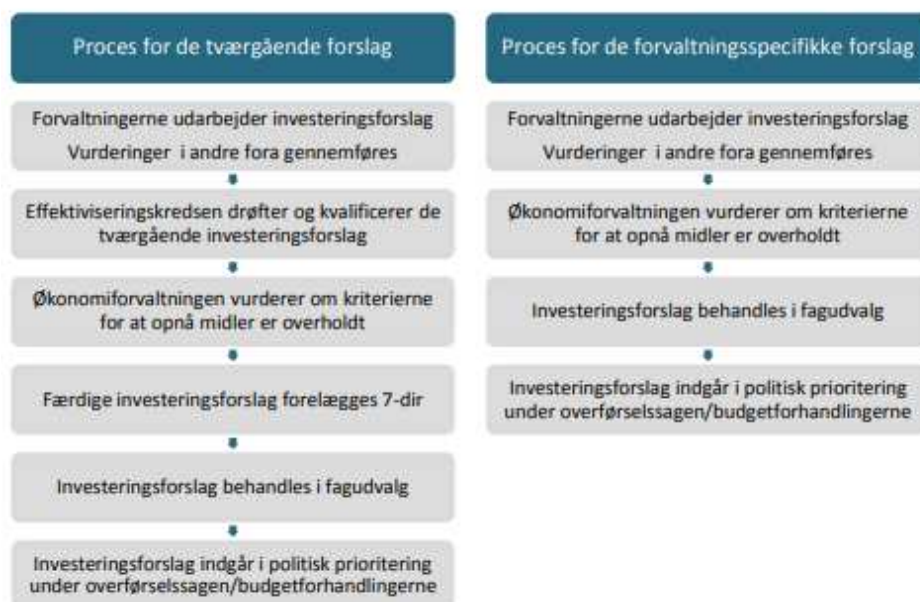 Proces for de tværgående forslag
Forvaltningerne udarbejder investeringsforslag
Vurderinger i andre fora gennemføres
Effektiviseringskredsen drøfter og kvalificerer de
tværgående investeringsforslag
Økonomiforvaltningen vurderer om kriterierne
for at opnå midler er overholdt
Færdige investeringsforslag forelægges 7-dir
Investeringsforslag behandles i fagudvalg
Investeringsforslag indgår i politisk prioritering
under overførselssagen/budgetforhandlingerne
Proces for de forvaltningsspecifikke forslag
Forvaltningerne udarbejder investeringsforslag
Vurderinger i andre fora gennemføres
Økonomiforvaltningen vurderer om kriterierne
for at opnå midler er overholdt
Investeringsforslag behandles i fagudvalg
Investeringsforslag indgår i politisk prioritering
under overførselssagen/budgetforhandlingerne